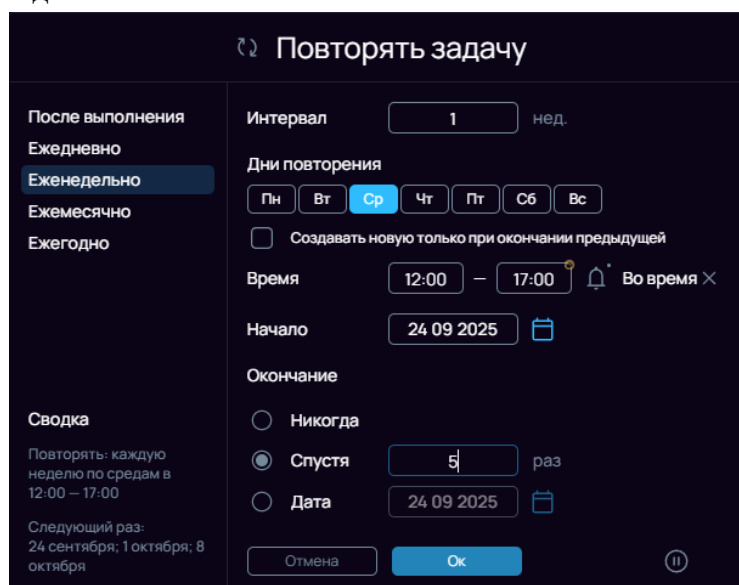 Повторять задачу
После выполнения
Ежедневно
Еженедельно
Ежемесячно
Ежегодно
Сводка
Повторять: каждую
неделю по средам в
12:00 — 17:00
Следующий раз:
24 сентября; 1 октября; 8
октября
Интервал 1 нед.
Дни повторения
Пн Вт Ср Чт Пт Сб Вс
Создавать новую только при окончании предыдущей
Время 12:00 — 17:00 Во время
Начало 24 09 2025
Окончание
Никогда
Спустя 5 раз
Дата 24 09 2025
Отмена Ок